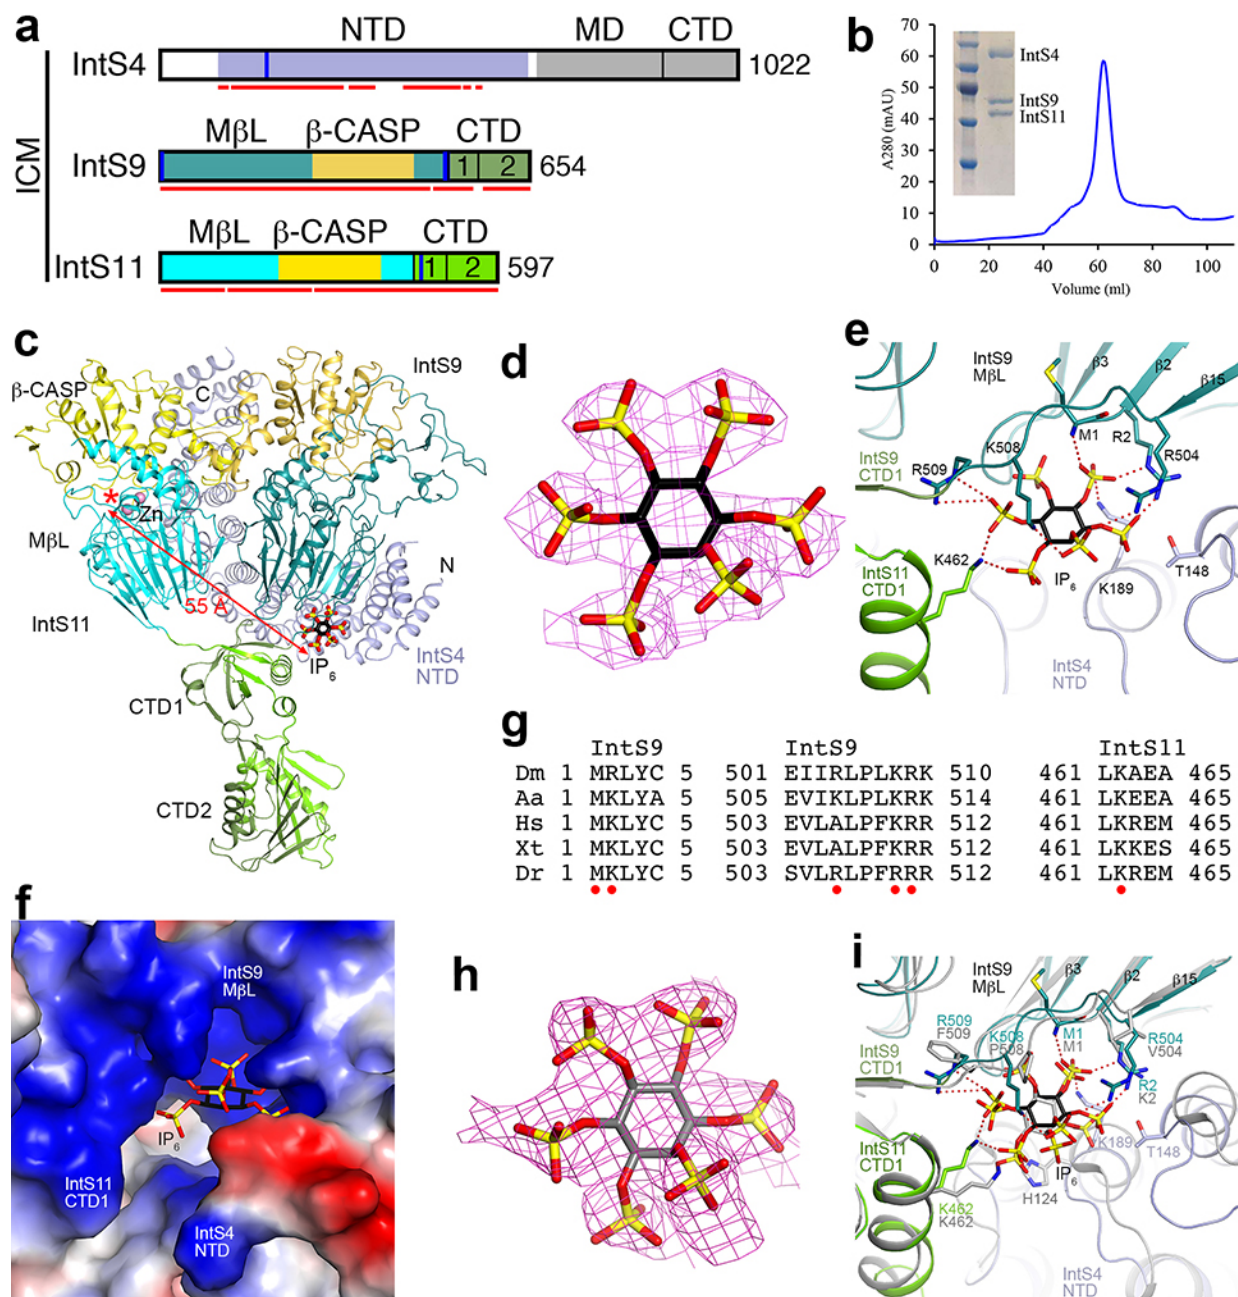 a
NTD
MD
CTD
IntS4
1022
MβL
β-CASP
CTD
IntS9
1
2
654
ICM
MβL
β-CASP
CTD
IntS11
1
2
597
b
70
60
50
40
30
20
10
0
A280 (mAU)
IntS4
IntS9
IntS11
0
20
40
60
80
100
Volume (ml)
c
IntS9
β-CASP
C
*
Zn
MβL
N
55 Å
IntS11
IP6
IntS4
NTD
CTD1
CTD2
d
e
IntS9
MβL
β3
β2
β15
M1
R2
K508
R504
R509
IntS9
CTD1
K462
T148
IP6
K189
IntS11
CTD1
IntS4
NTD
g
IntS9 IntS9 IntS11
Dm 1 MRLYC 5 501 EIIRLPLKRK 510 461 LKAEA 465
Aa 1 MKLYA 5 505 EVIKLPLKRK 514 461 LKEEA 465
Hs 1 MKLYC 5 503 EVLALPFKRR 512 461 LKREM 465
Xt 1 MKLYC 5 503 EVLALPFKRR 512 461 LKKES 465
Dr 1 MKLYC 5 503 SVLRLPFRRR 512 461 LKREM 465
f
IntS9
MβL
IP6
IntS11
CTD1
IntS4
NTD
h
i
IntS9
MβL
β3
β2
β15
R509
F509
K508
P508
M1
M1
R504
V504
IntS9
CTD1
R2
K2
K189
T148
IntS11
CTD1
IP6
H124
K462
K462
IntS4
NTD